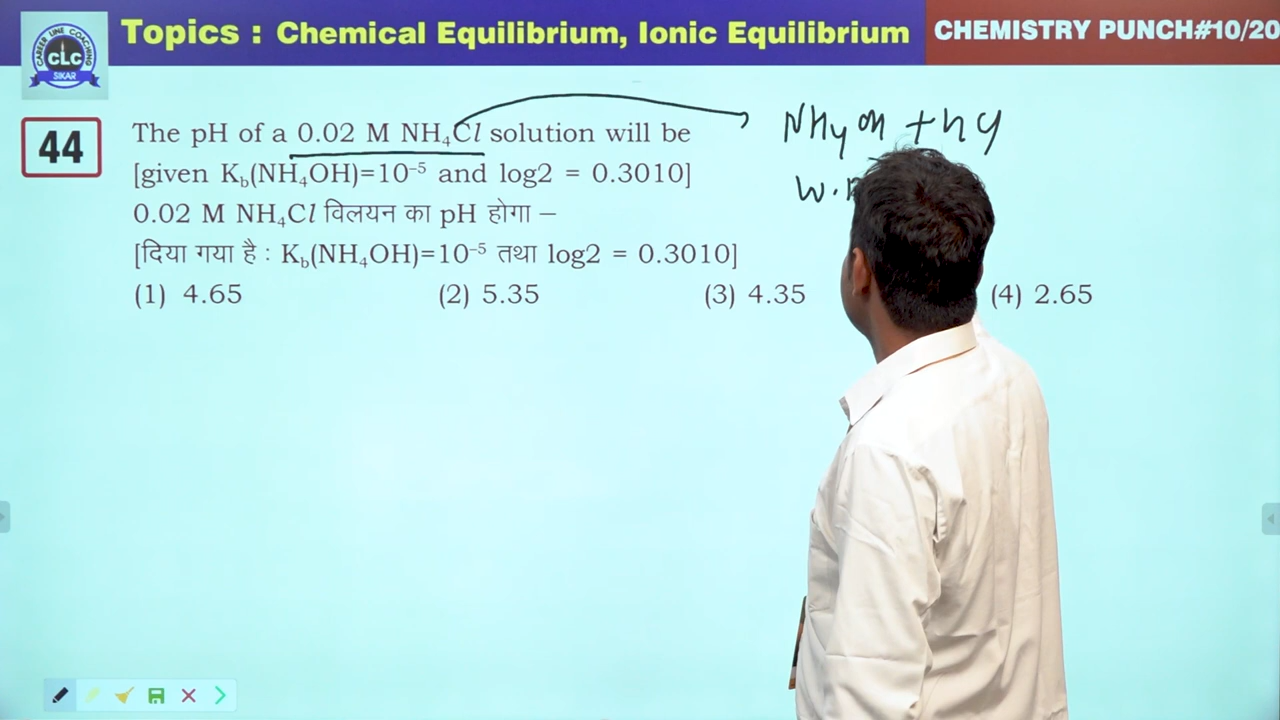 CAREER LINE COACHING
CLC
SIKAR
Topics : Chemical Equilibrium, Ionic Equilibrium
CHEMISTRY PUNCH#10/20
44
The pH of a 0.02 M NH₄Cl solution will be
[given K_b(NH₄OH)=10⁻⁵ and log2 = 0.3010]
0.02 M NH₄Cl विलयन का pH होगा –
[दिया गया है : K_b(NH₄OH)=10⁻⁵ तथा log2 = 0.3010]
(1) 4.65 (2) 5.35 (3) 4.35 (4) 2.65
NH₄OH + HCl
W.